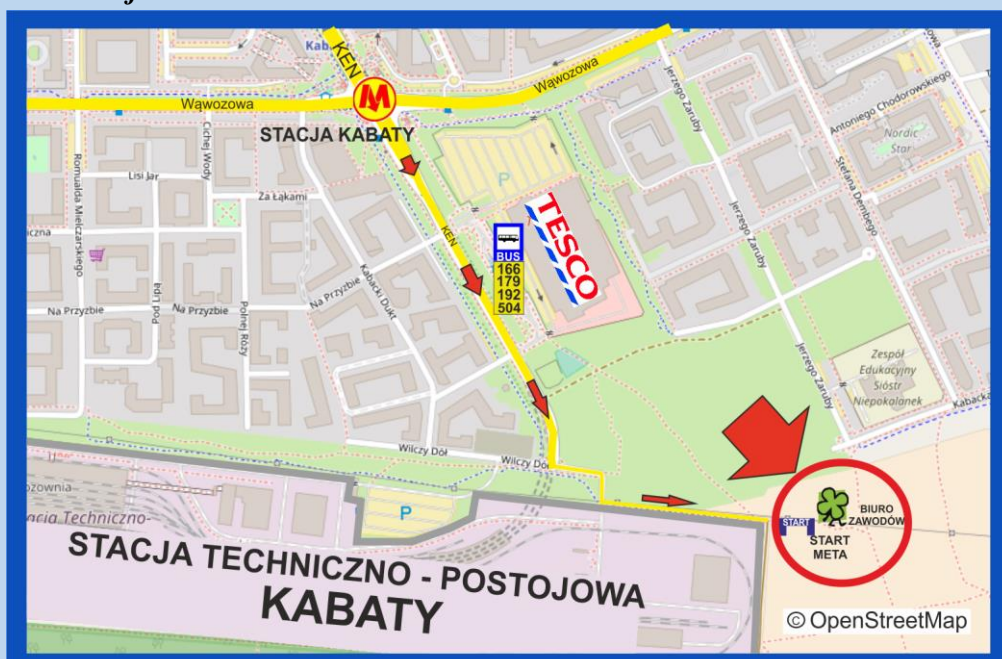 KEN
Wąwozowa
Wąwozowa
M
STACJA KABATY
Jerzego Zaruby
Antoniego Chodorowskiego
Nordic
Star
Stefana Dembego
Romualda Mielczarskiego
Cichej Wody
Lisi Jar
Za Łąkami
P
KEN
TESCO
BUS
166
179
192
504
Kabacki Dukt
Na Przyzbie
Jerzego Zaruby
Na Przyzbie
Pod Lipą
Na Przyzbie
Polnej Róży
Jerzego Zaruby
Zespół
Edukacyjny
Sióstr
Niepokalanek
Kabacka
Wilczy Dół
Wilczy Dół
P
START
BIURO
ZAWODÓW
START
META
STACJA TECHNICZNO - POSTOJOWA
KABATY
© OpenStreetMap